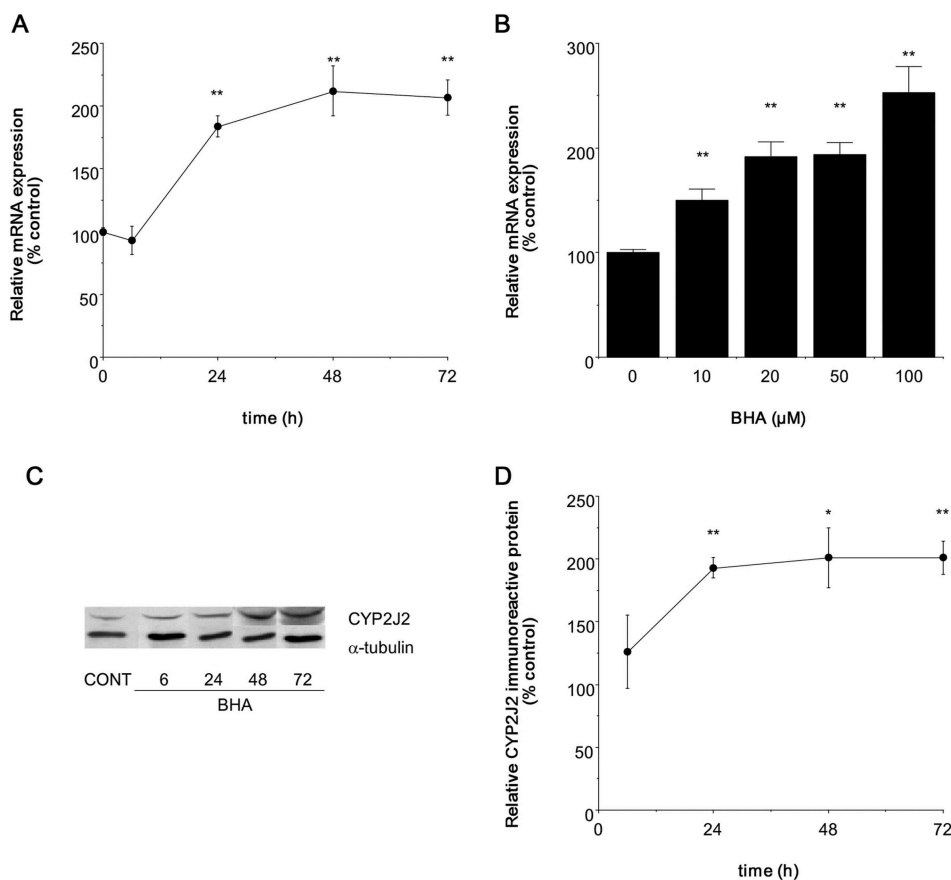 A
Relative mRNA expression
(% control)
250
200
150
100
50
0
** ** **
0 24 48 72
time (h)
B
Relative mRNA expression
(% control)
300
200
100
0
** ** ** **
0 10 20 50 100
BHA (µM)
C
CYP2J2
α-tubulin
CONT 6 24 48 72
BHA
D
Relative CYP2J2 immunoreactive protein
(% control)
250
200
150
100
50
0
** * **
0 24 48 72
time (h)